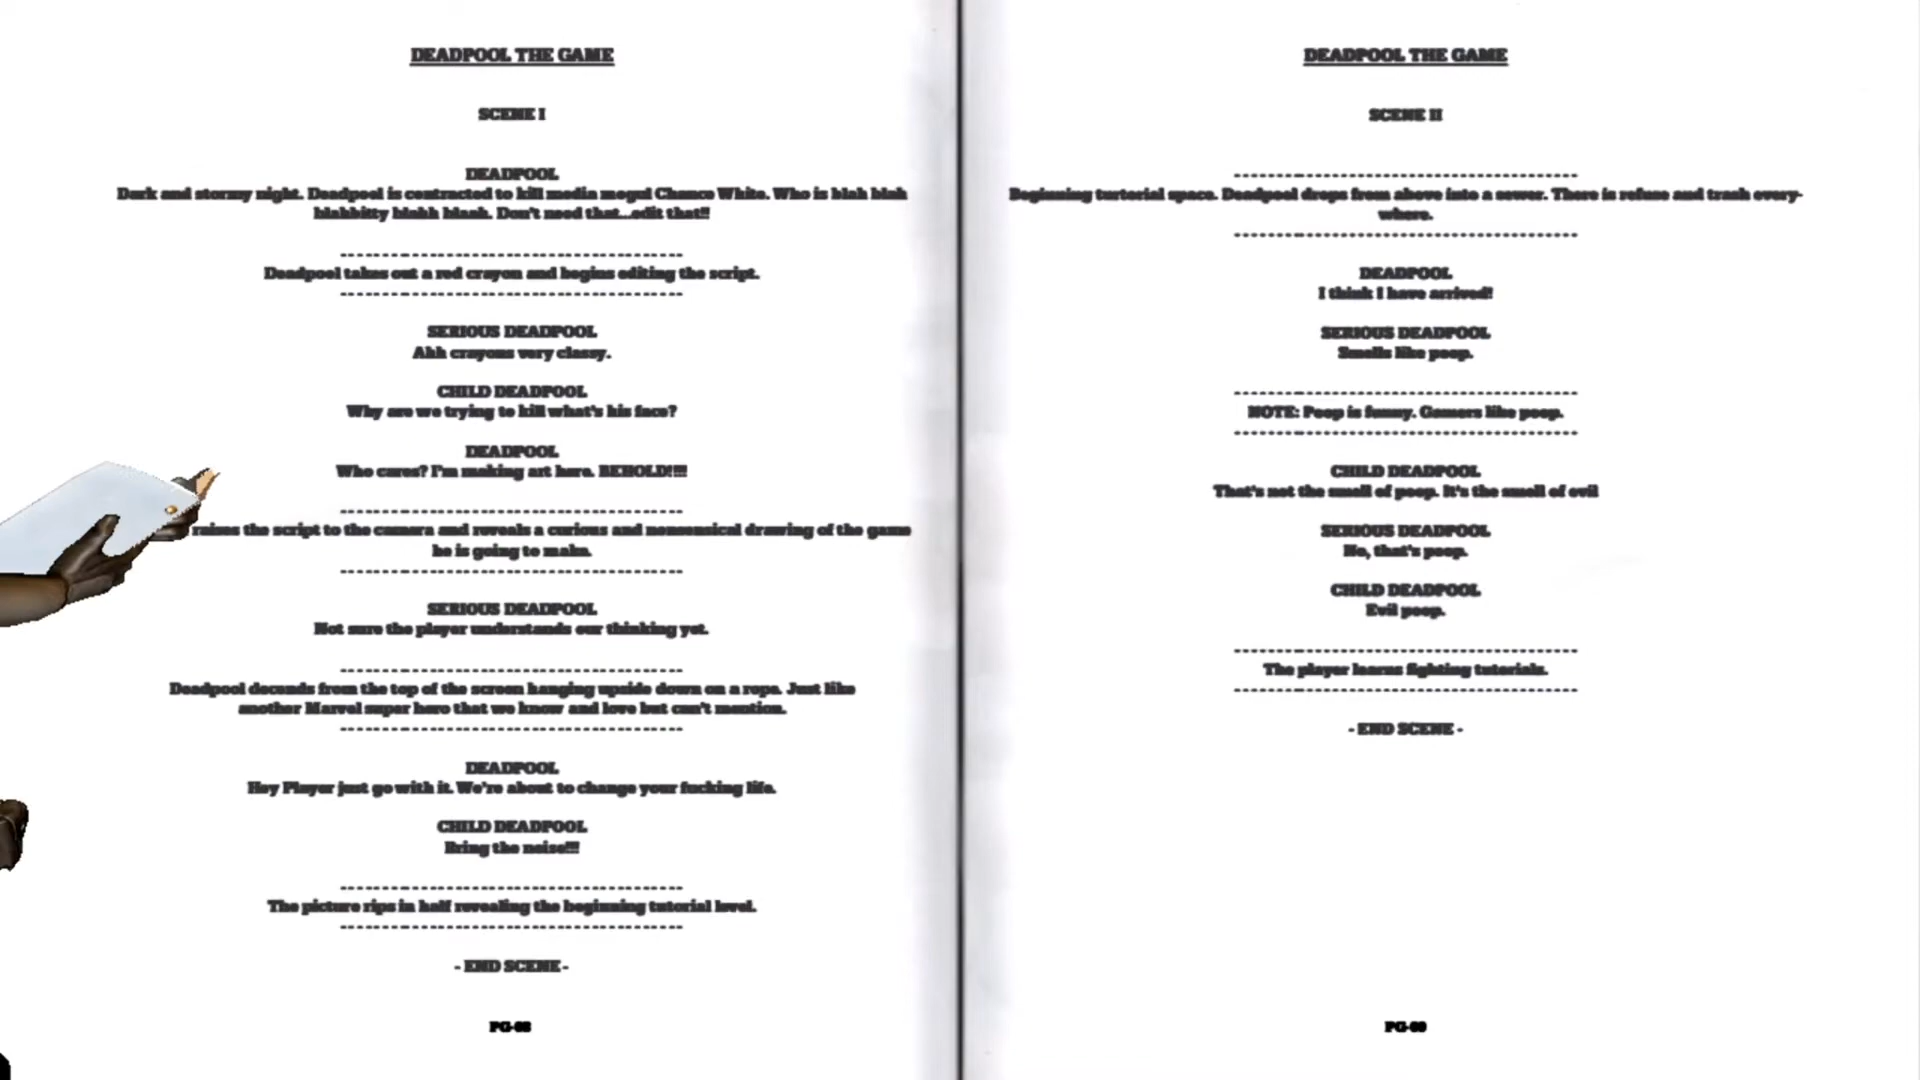 DEADPOOL THE GAME
SCENE I
DEADPOOL
Dark and stormy night. Deadpool is contracted to kill media mogul Chance White. Who is blah blah
blahbitty blahh blaah. Don't need that...edit that!!
Deadpool takes out a red crayon and begins editing the script.
SERIOUS DEADPOOL
Ahh crayons very classy.
CHILD DEADPOOL
Why are we trying to kill what's his face?
DEADPOOL
Who cares? I'm making art here. BEHOLD!!!!
raises the script to the camera and reveals a curious and nonsensical drawing of the game
he is going to make.
SERIOUS DEADPOOL
Not sure the player understands our thinking yet.
Deadpool decends from the top of the screen hanging upside down on a rope. Just like
another Marvel super hero that we know and love but can't mention.
DEADPOOL
Hey Player just go with it. We're about to change your fucking life.
CHILD DEADPOOL
Bring the noise!!!
The picture rips in half revealing the beginning tutorial level.
- END SCENE -
PG-08
DEADPOOL THE GAME
SCENE II
Beginning turtorial space. Deadpool drops from above into a sewer. There is refuse and trash every-
where.
DEADPOOL
I think I have arrived!
SERIOUS DEADPOOL
Smells like poop.
NOTE: Poop is funny. Gamers like poop.
CHILD DEADPOOL
That's not the smell of poop. It's the smell of evil
SERIOUS DEADPOOL
No, that's poop.
CHILD DEADPOOL
Evil poop.
The player learns fighting tutorials.
- END SCENE -
PG-09